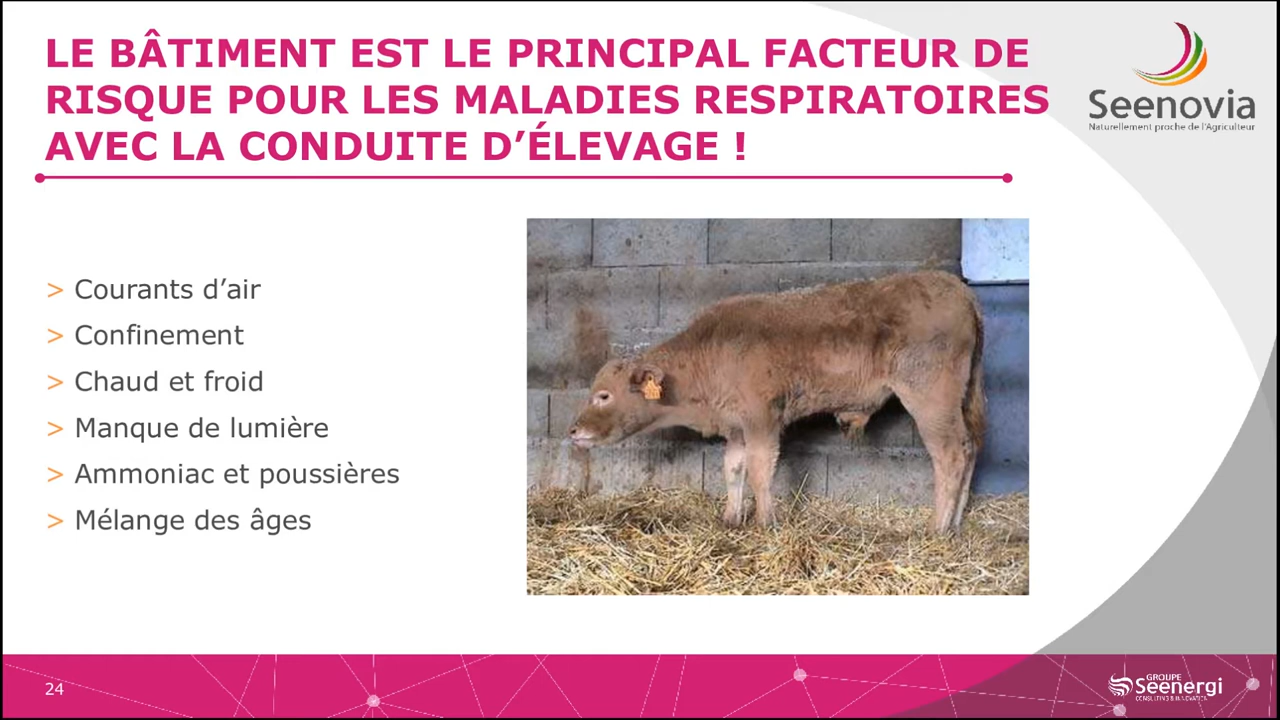 LE BÂTIMENT EST LE PRINCIPAL FACTEUR DE
RISQUE POUR LES MALADIES RESPIRATOIRES
AVEC LA CONDUITE D’ÉLEVAGE !
Seenovia
Naturellement proche de l'Agriculteur
> Courants d’air
> Confinement
> Chaud et froid
> Manque de lumière
> Ammoniac et poussières
> Mélange des âges
24
GROUPE
Seenergi
CONSULTING & INNOVATION